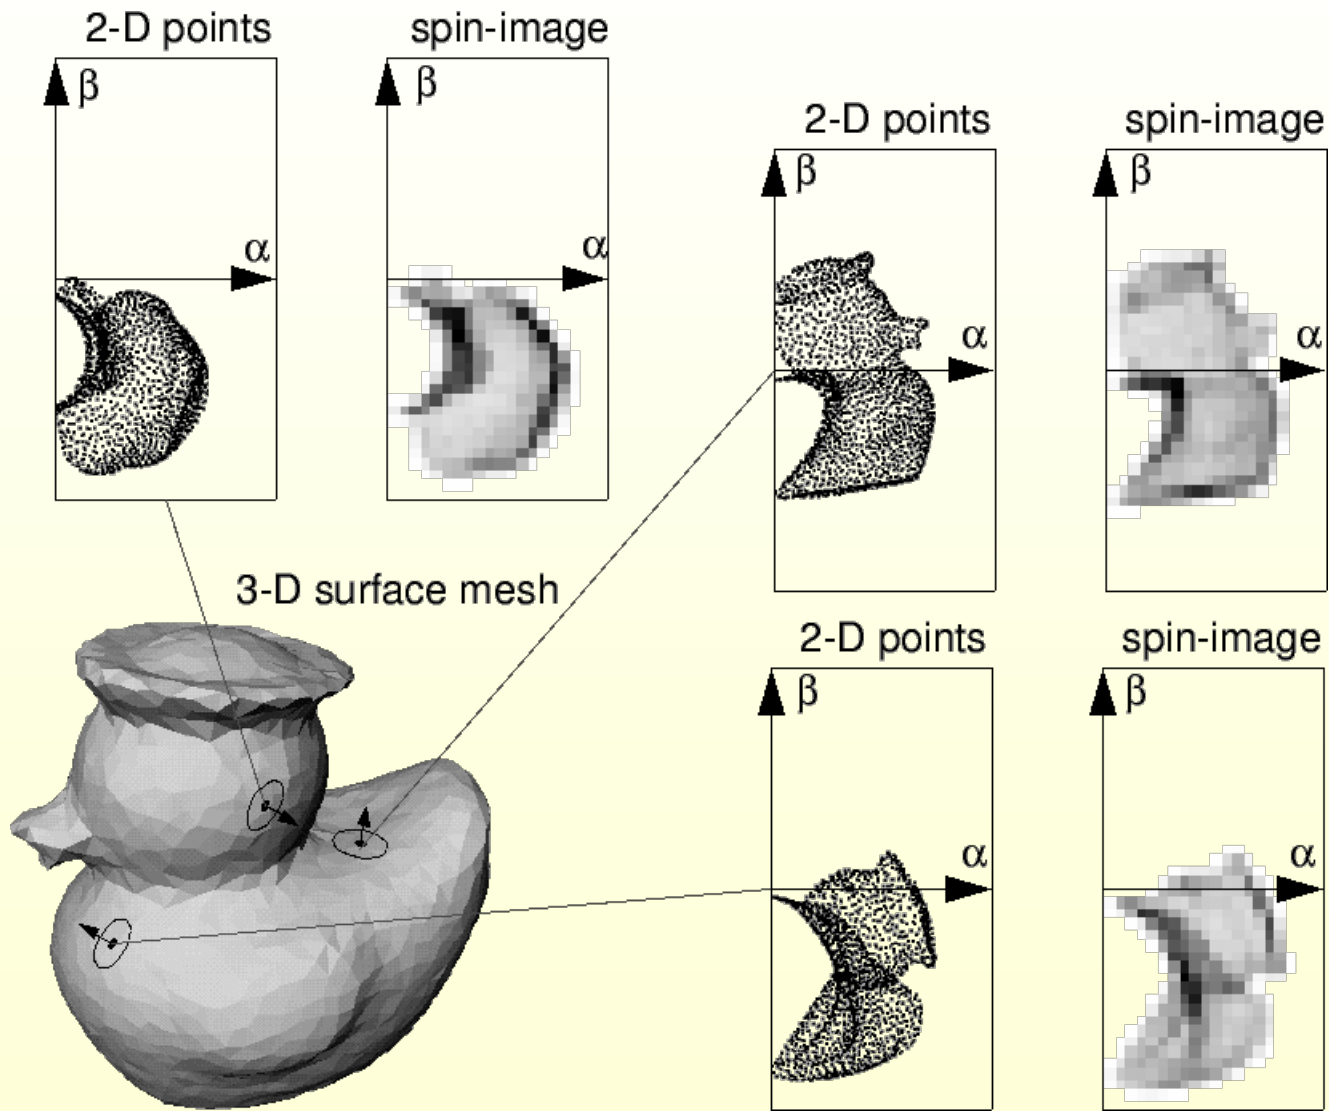 2-D points
spin-image
β
β
α
α
2-D points
spin-image
β
β
α
α
3-D surface mesh
2-D points
spin-image
β
β
α
α